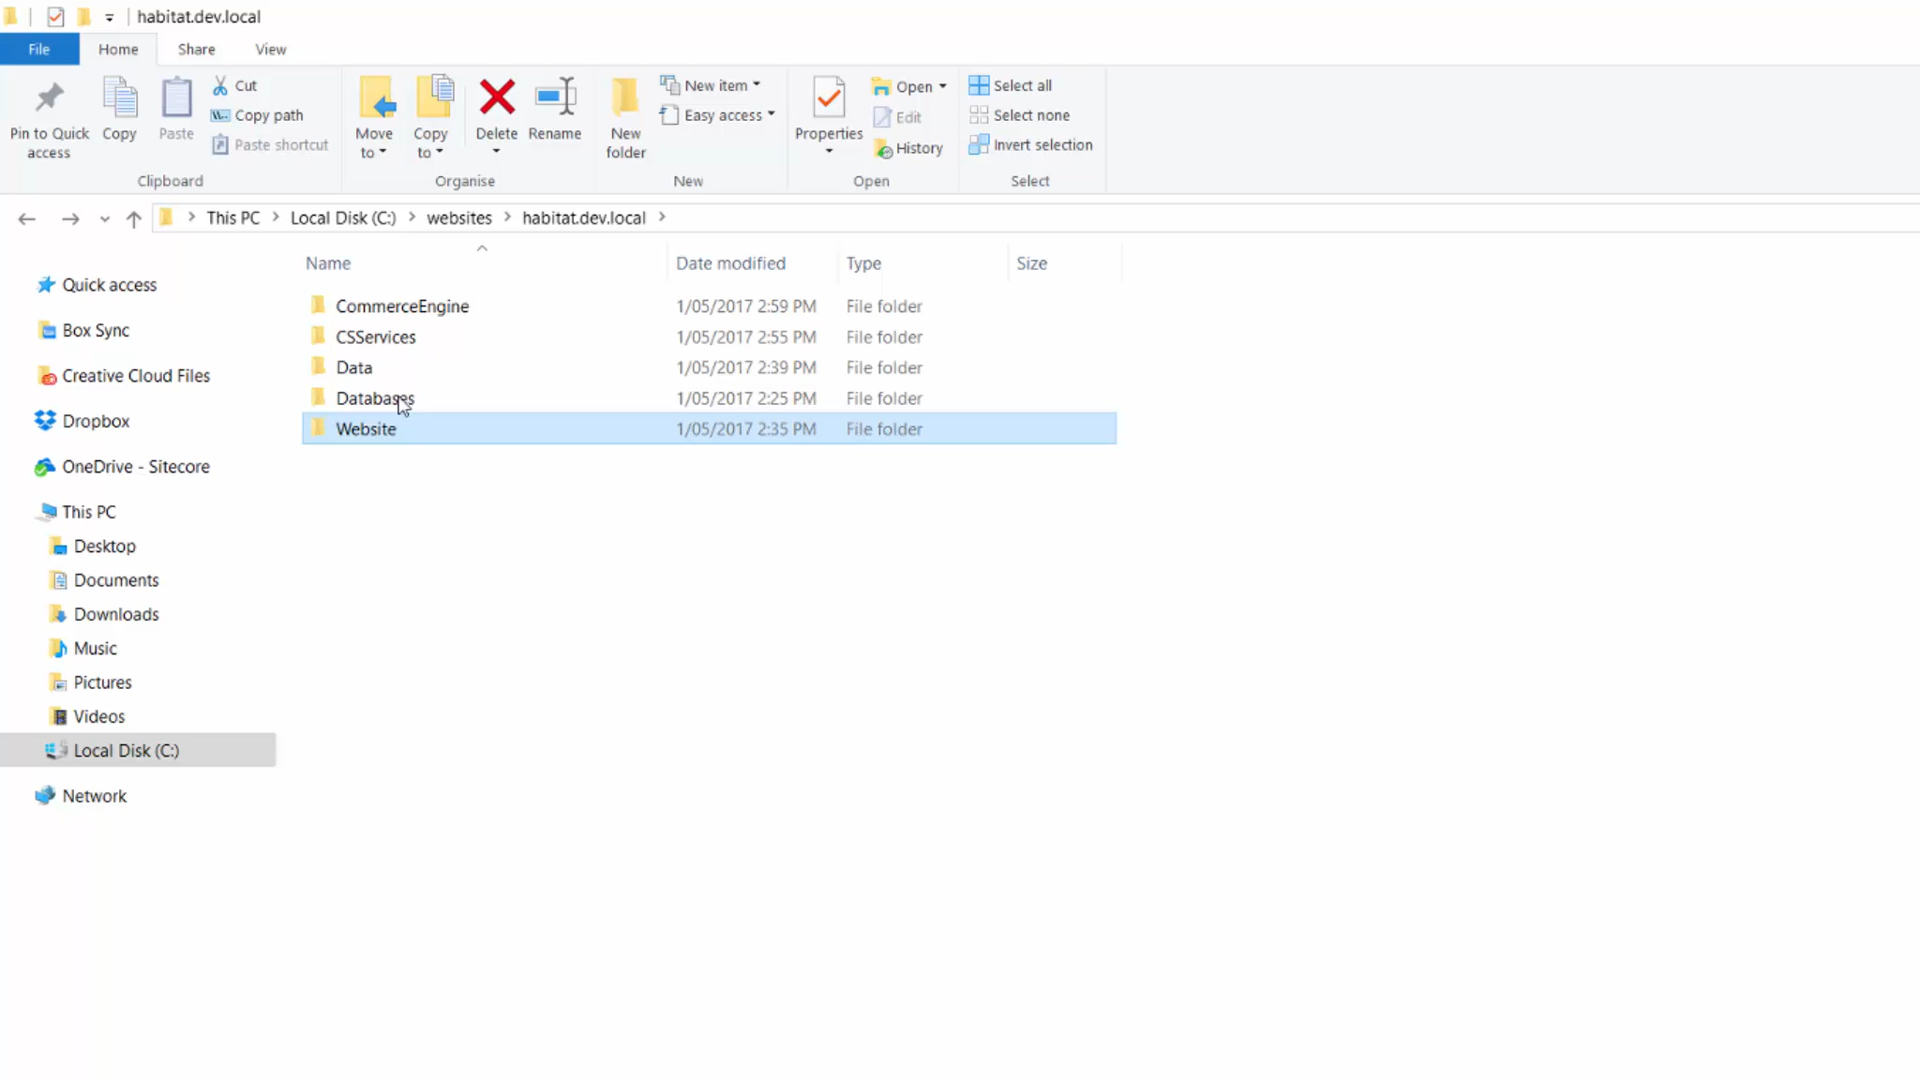 habitat.dev.local
File Home Share View
Pin to Quick access
Copy
Paste
Cut
Copy path
Paste shortcut
Clipboard
Move to
Copy to
Delete
Rename
Organise
New folder
New item
Easy access
New
Properties
Open
Edit
History
Open
Select all
Select none
Invert selection
Select
This PC > Local Disk (C:) > websites > habitat.dev.local >
Quick access
Box Sync
Creative Cloud Files
Dropbox
OneDrive - Sitecore
This PC
Desktop
Documents
Downloads
Music
Pictures
Videos
Local Disk (C:)
Network
Name Date modified Type Size
CommerceEngine 1/05/2017 2:59 PM File folder
CSServices 1/05/2017 2:55 PM File folder
Data 1/05/2017 2:39 PM File folder
Databases 1/05/2017 2:25 PM File folder
Website 1/05/2017 2:35 PM File folder